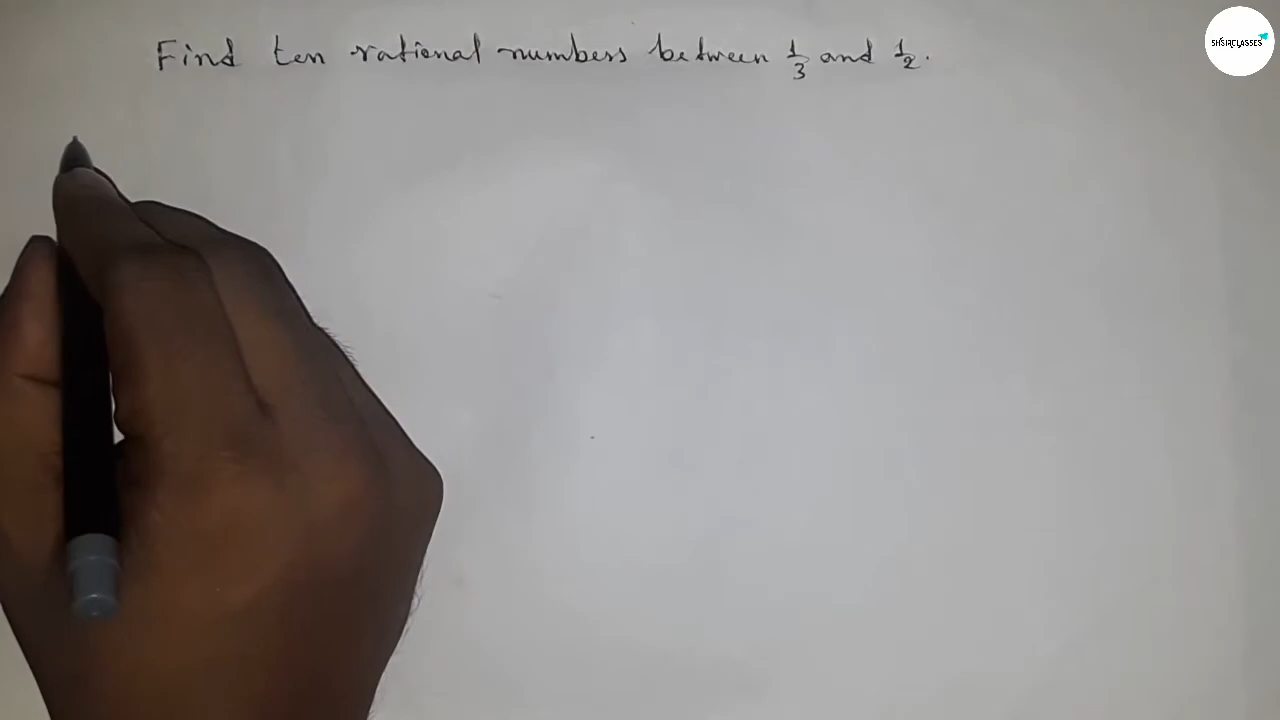 Find ten rational numbers between 1/3 and 1/2.
SHSIRCLASSES